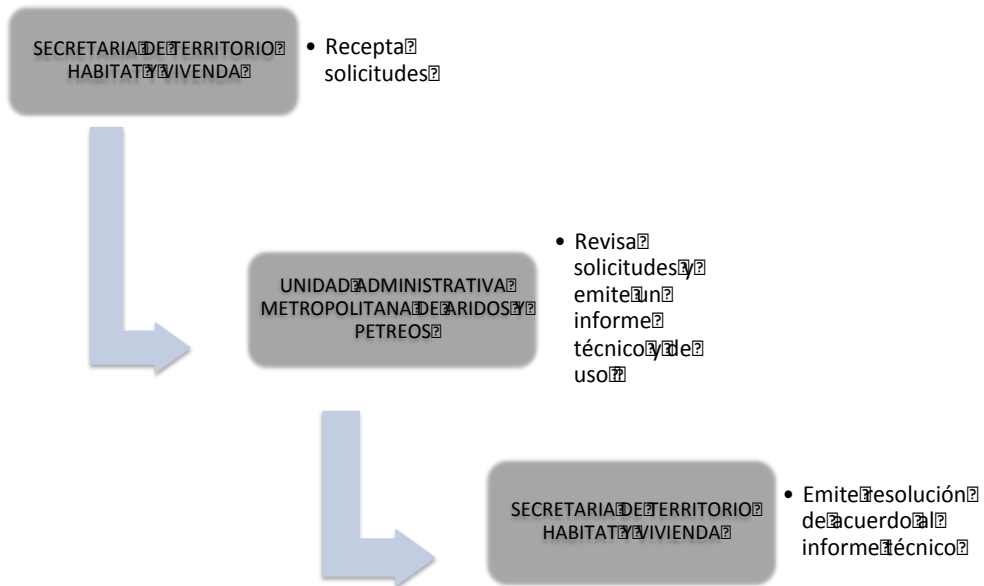 SECRETARIA DE TERRITORIO
HABITAT Y VIVENDA
• Recepta
solicitudes
UNIDAD ADMINISTRATIVA
METROPOLITANA DE ARIDOS Y
PETREOS
• Revisa
solicitudes y
emite un
informe
técnico y de
uso
SECRETARIA DE TERRITORIO
HABITAT Y VIVIENDA
• Emite resolución
de acuerdo al
informe técnico